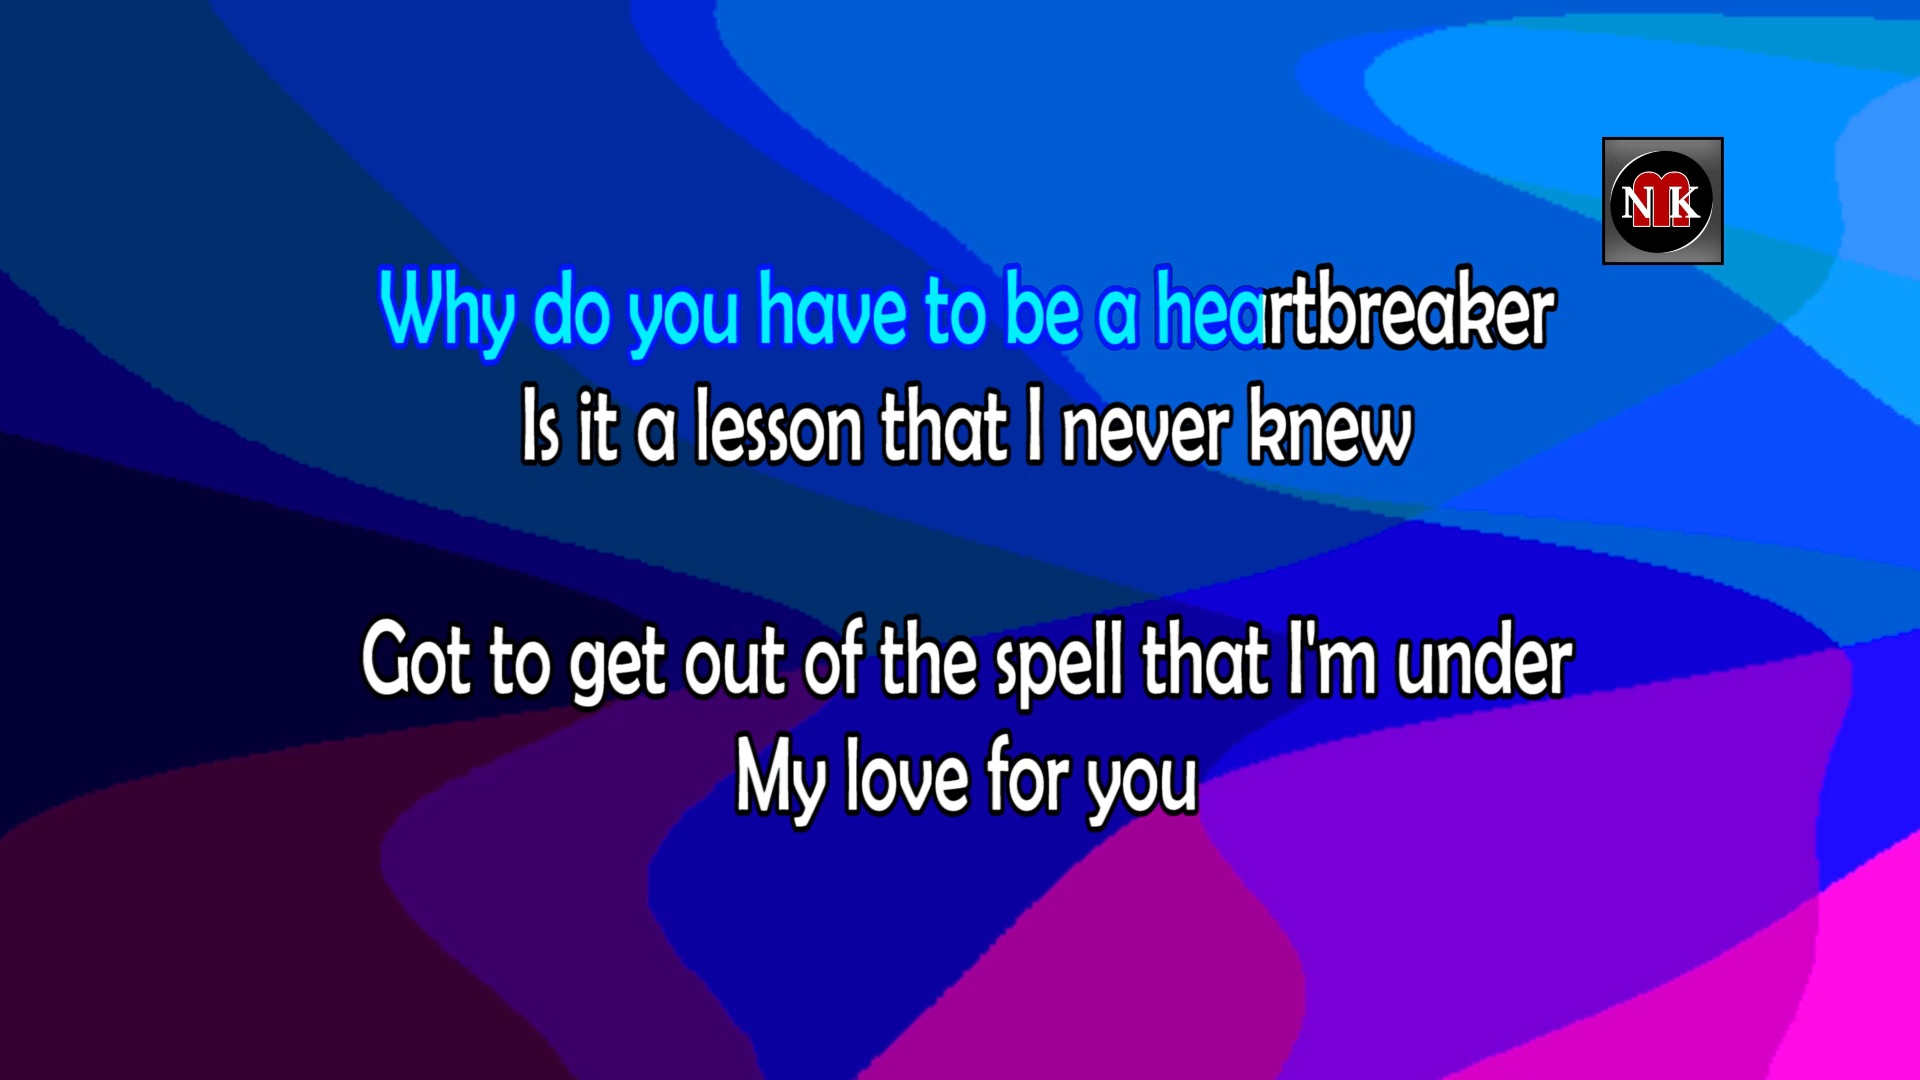 NMK
Why do you have to be a heartbreaker
Is it a lesson that I never knew
Got to get out of the spell that I'm under
My love for you